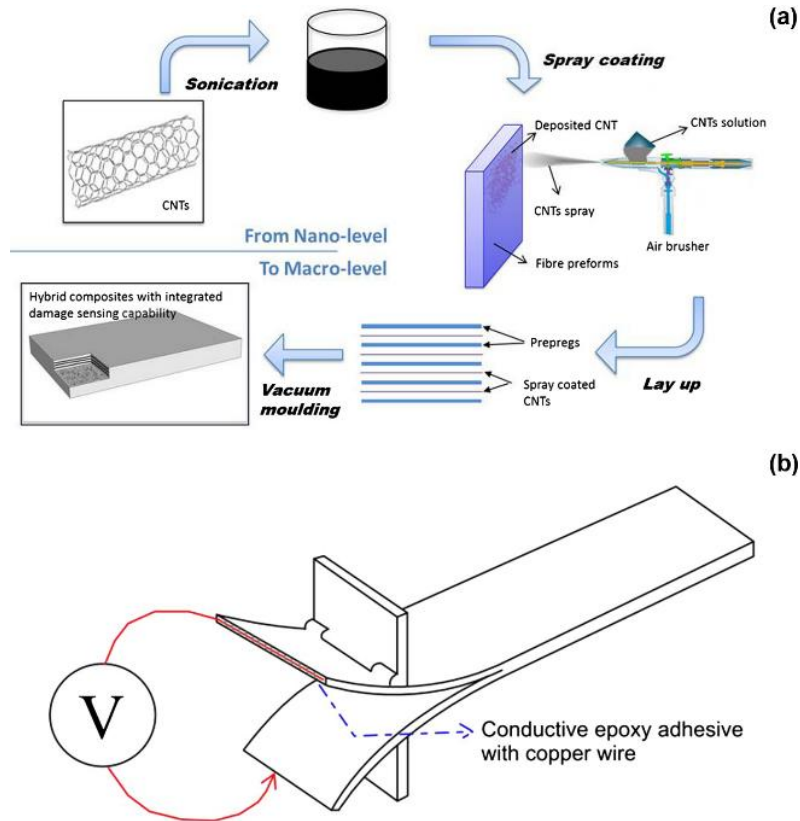 (a)
Sonication
Spray coating
CNTs
Deposited CNT
CNTs solution
CNTs spray
Air brusher
Fibre preforms
From Nano-level
To Macro-level
Hybrid composites with integrated
damage sensing capability
Vacuum
moulding
Prepregs
Spray coated
CNTs
Lay up
(b)
V
Conductive epoxy adhesive
with copper wire